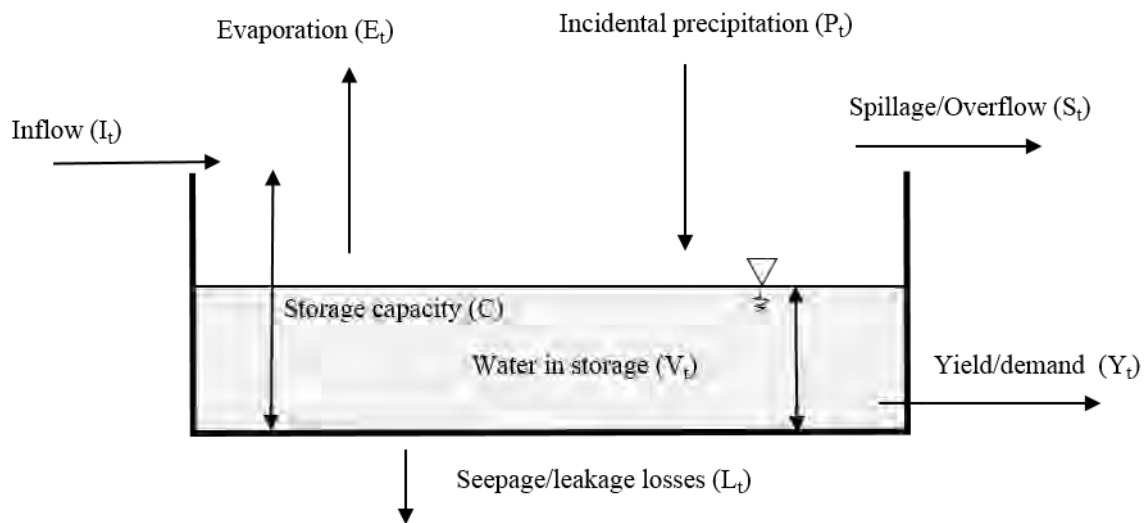 Evaporation (Eₜ)
Incidental precipitation (Pₜ)
Spillage/Overflow (Sₜ)
Inflow (Iₜ)
Storage capacity (C)
Water in storage (Vₜ)
Yield/demand (Yₜ)
Seepage/leakage losses (Lₜ)